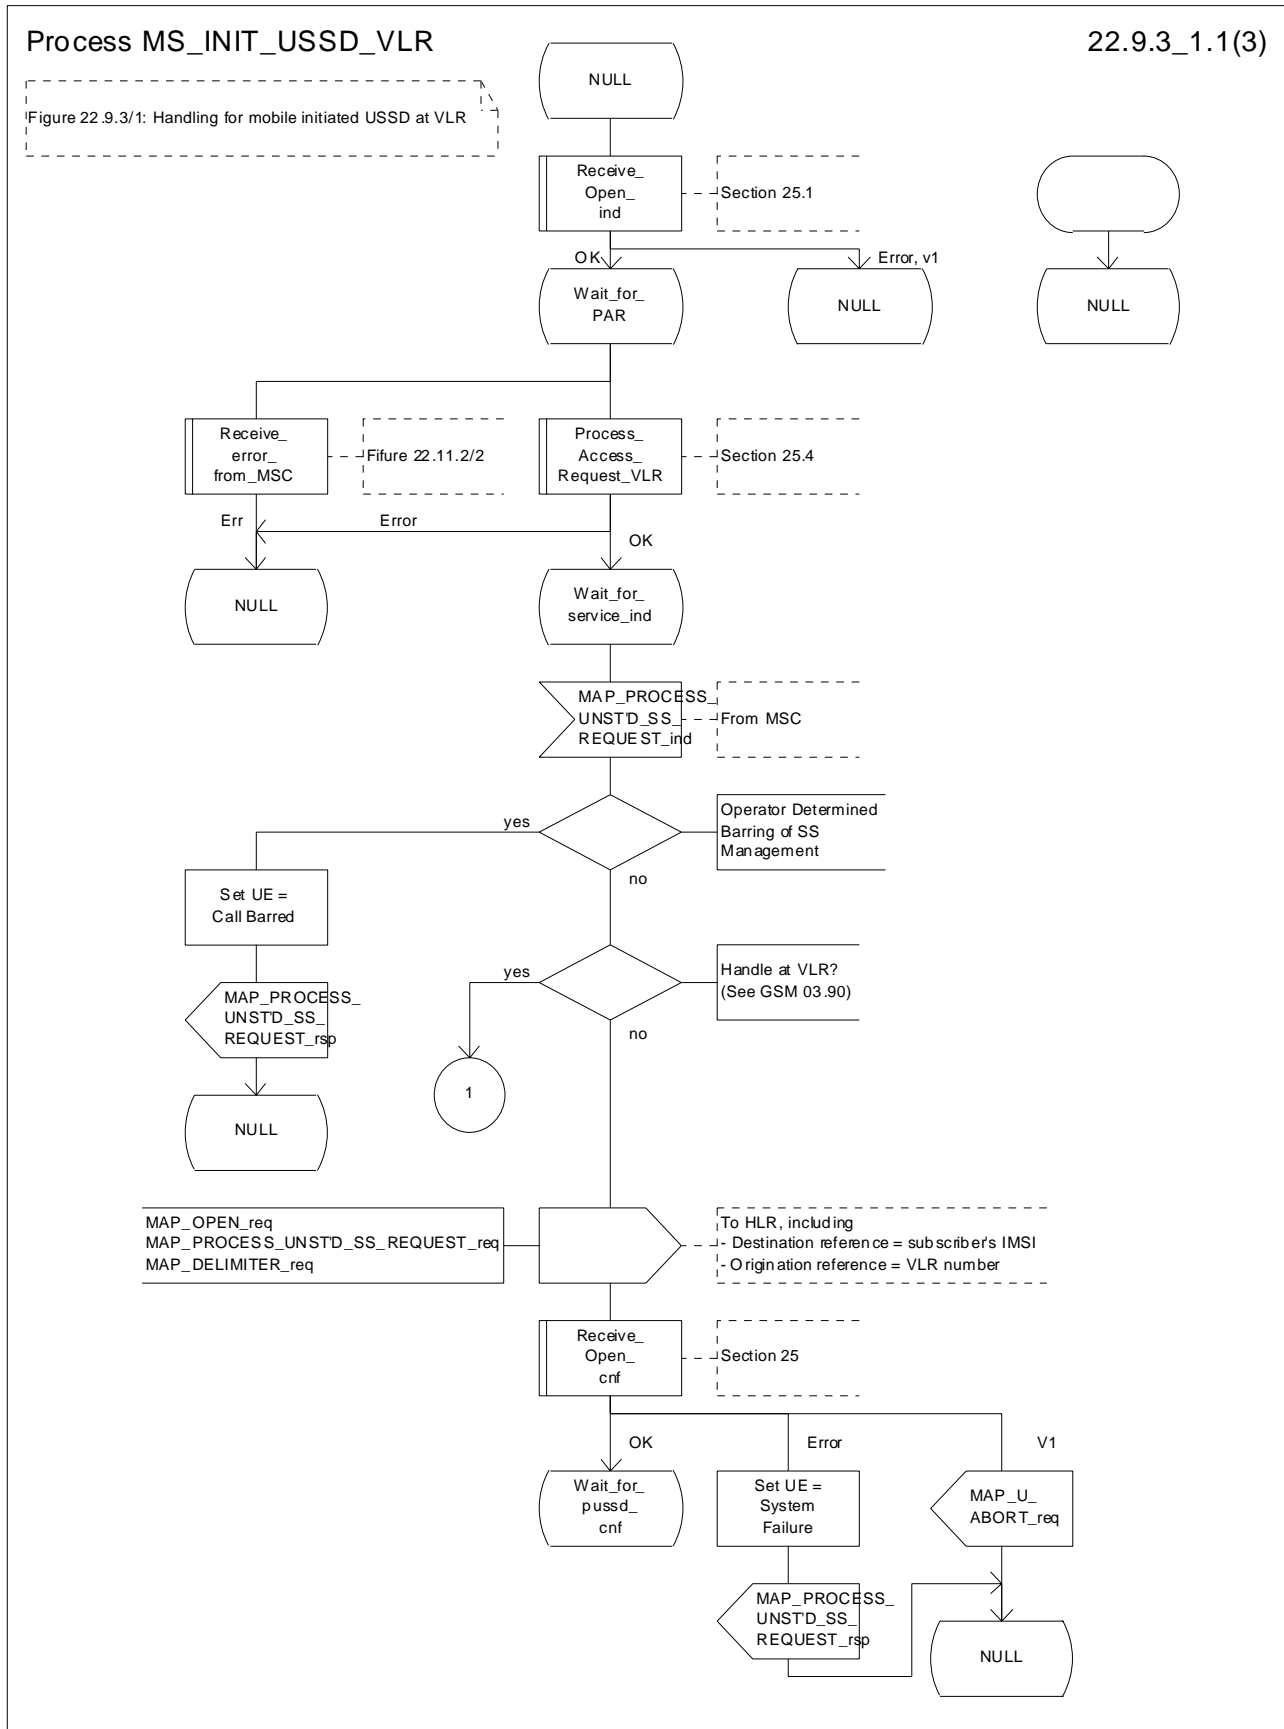 Process MS_INIT_USSD_VLR
22.9.3_1.1(3)
Figure 22.9.3/1: Handling for mobile initiated USSD at VLR
NULL
Receive_
Open_
ind
Section 25.1
OK
Error, v1
Wait_for_
PAR
NULL
NULL
Receive_
error_
from_MSC
Fifure 22.11.2/2
Process_
Access_
Request_VLR
Section 25.4
Err
Error
OK
NULL
Wait_for_
service_ind
MAP_PROCESS_
UNST'D_SS_
REQUEST_ind
From MSC
yes
Operator Determined
Barring of SS
Management
no
Set UE =
Call Barred
yes
Handle at VLR?
(See GSM 03.90)
no
MAP_PROCESS_
UNST'D_SS_
REQUEST_rsp
1
NULL
MAP_OPEN_req
MAP_PROCESS_UNST'D_SS_REQUEST_req
MAP_DELIMITER_req
To HLR, including
- Destination reference = subscriber's IMSI
- Origination reference = VLR number
Receive_
Open_
cnf
Section 25
OK
Error
V1
Wait_for_
pussd_
cnf
Set UE =
System
Failure
MAP_U_
ABORT_req
MAP_PROCESS_
UNST'D_SS_
REQUEST_rsp
NULL